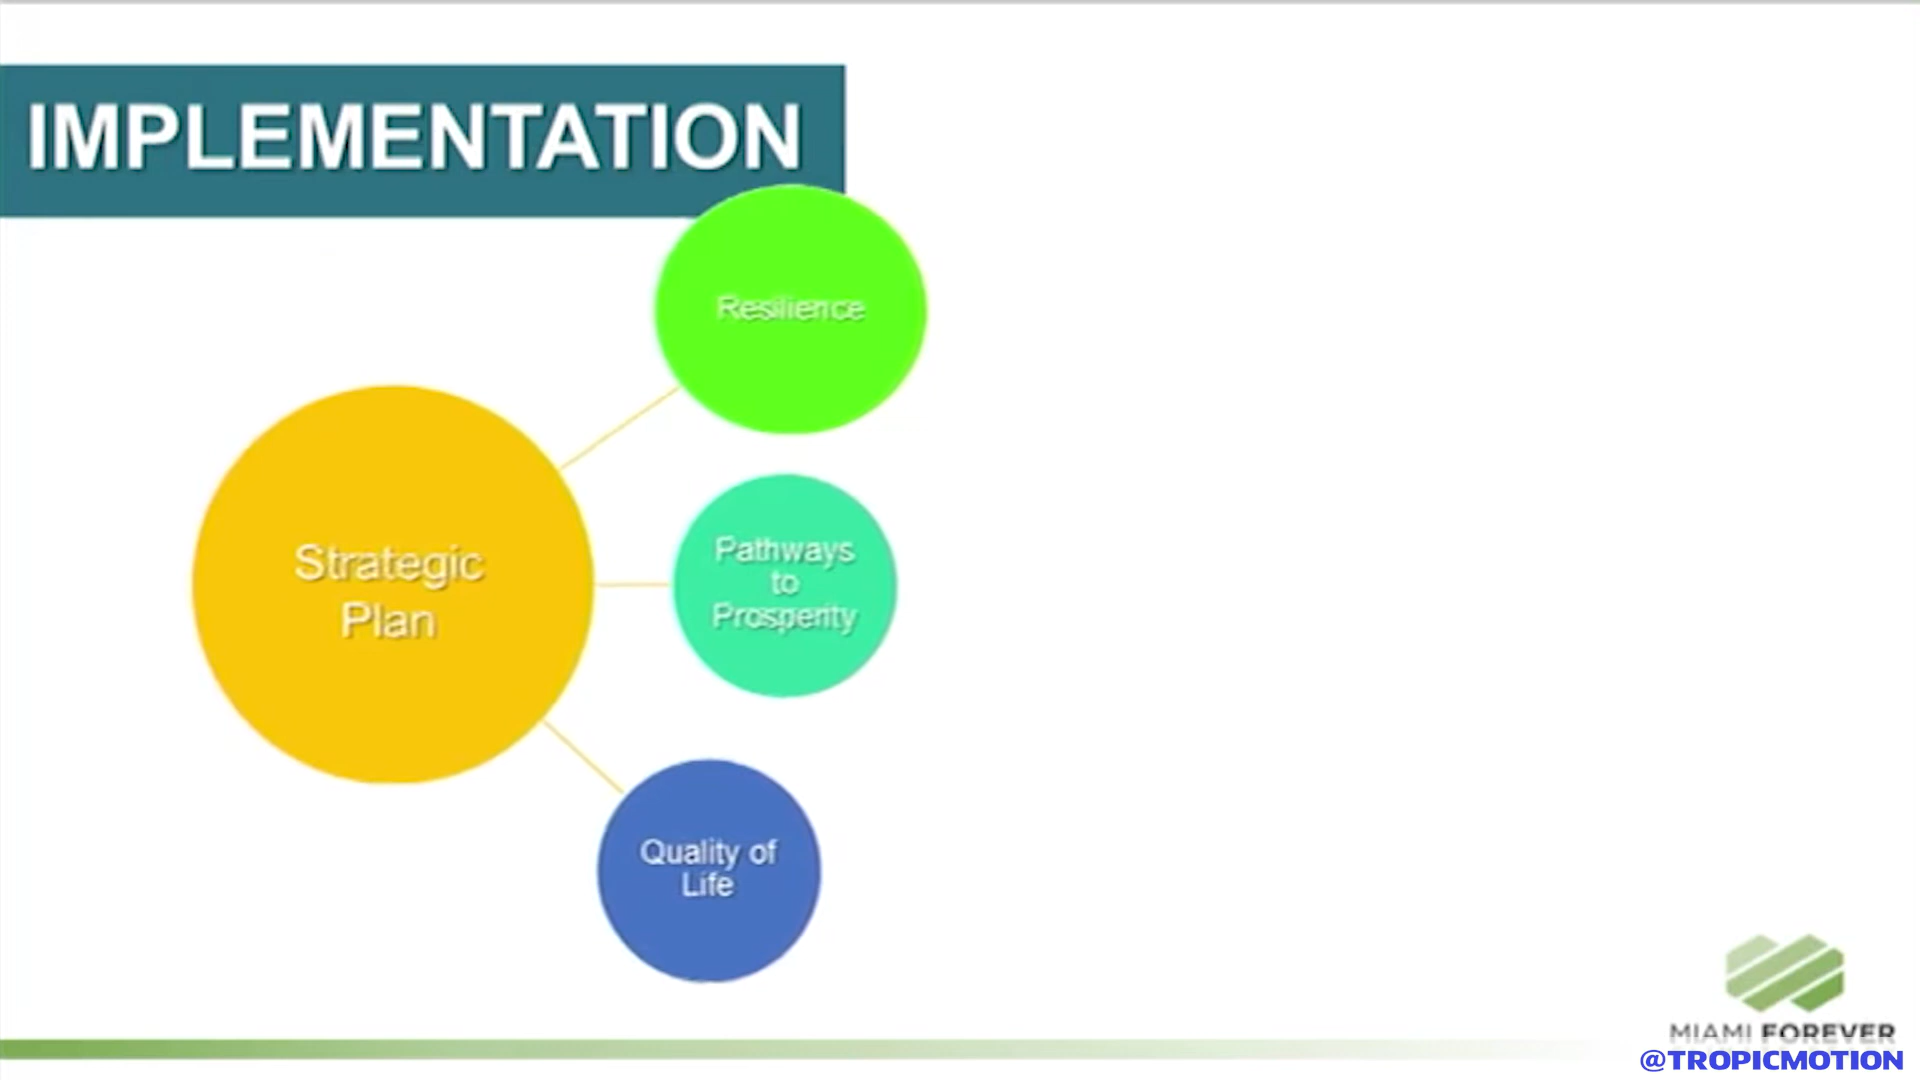 IMPLEMENTATION
Resilience
Strategic
Plan
Pathways
to
Prosperity
Quality of
Life
MIAMI FOREVER
@TROPICMOTION